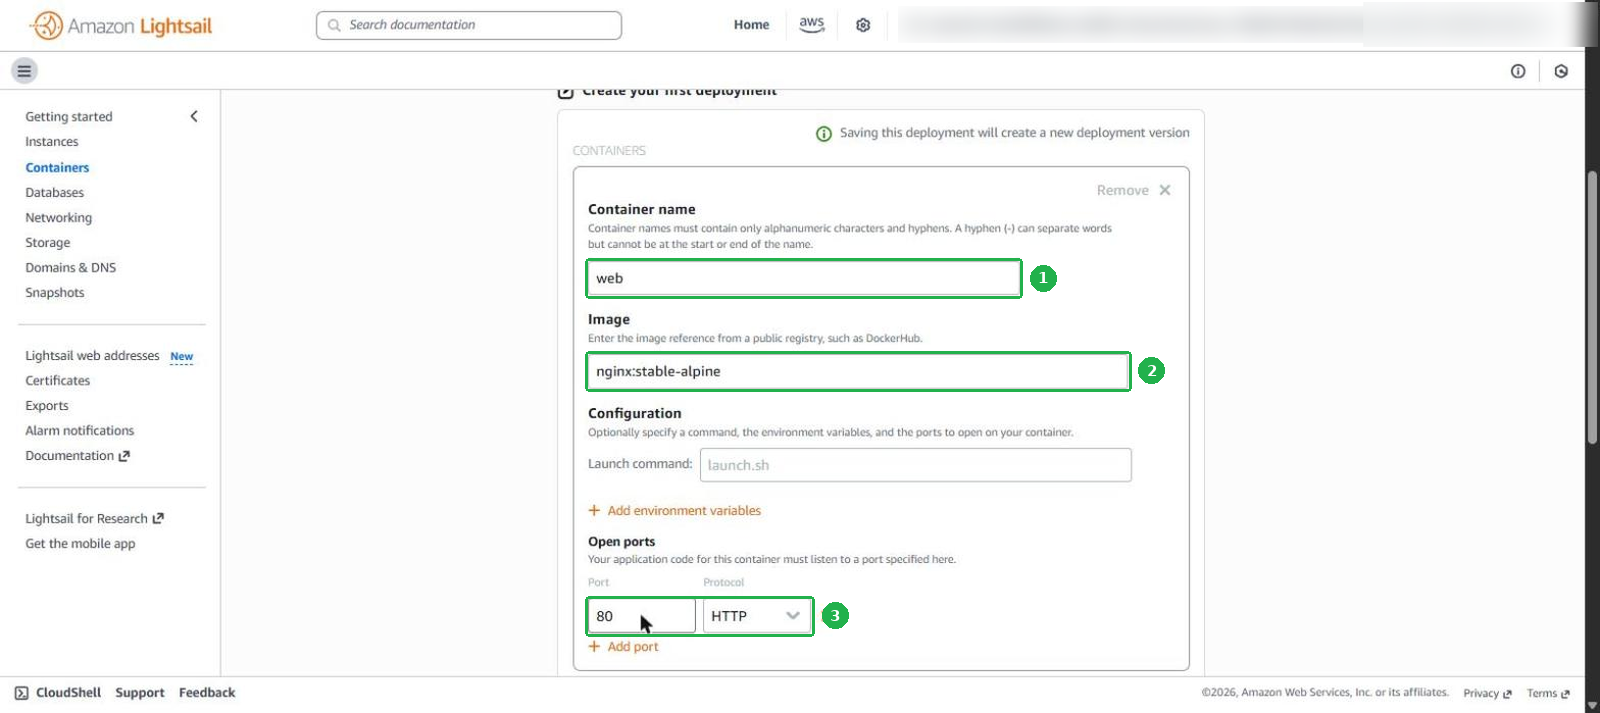 Amazon Lightsail
Search documentation
Home
aws
Getting started
Instances
Containers
Databases
Networking
Storage
Domains & DNS
Snapshots
Lightsail web addresses New
Certificates
Exports
Alarm notifications
Documentation
Lightsail for Research
Get the mobile app
Create your first deployment
Saving this deployment will create a new deployment version
CONTAINERS
Remove
Container name
Container names must contain only alphanumeric characters and hyphens. A hyphen (-) can separate words
but cannot be at the start or end of the name.
web
1
Image
Enter the image reference from a public registry, such as DockerHub.
nginx:stable-alpine
2
Configuration
Optionally specify a command, the environment variables, and the ports to open on your container.
Launch command: launch.sh
+ Add environment variables
Open ports
Your application code for this container must listen to a port specified here.
Port Protocol
80 HTTP
3
+ Add port
CloudShell Support Feedback
©2026, Amazon Web Services, Inc. or its affiliates. Privacy Terms